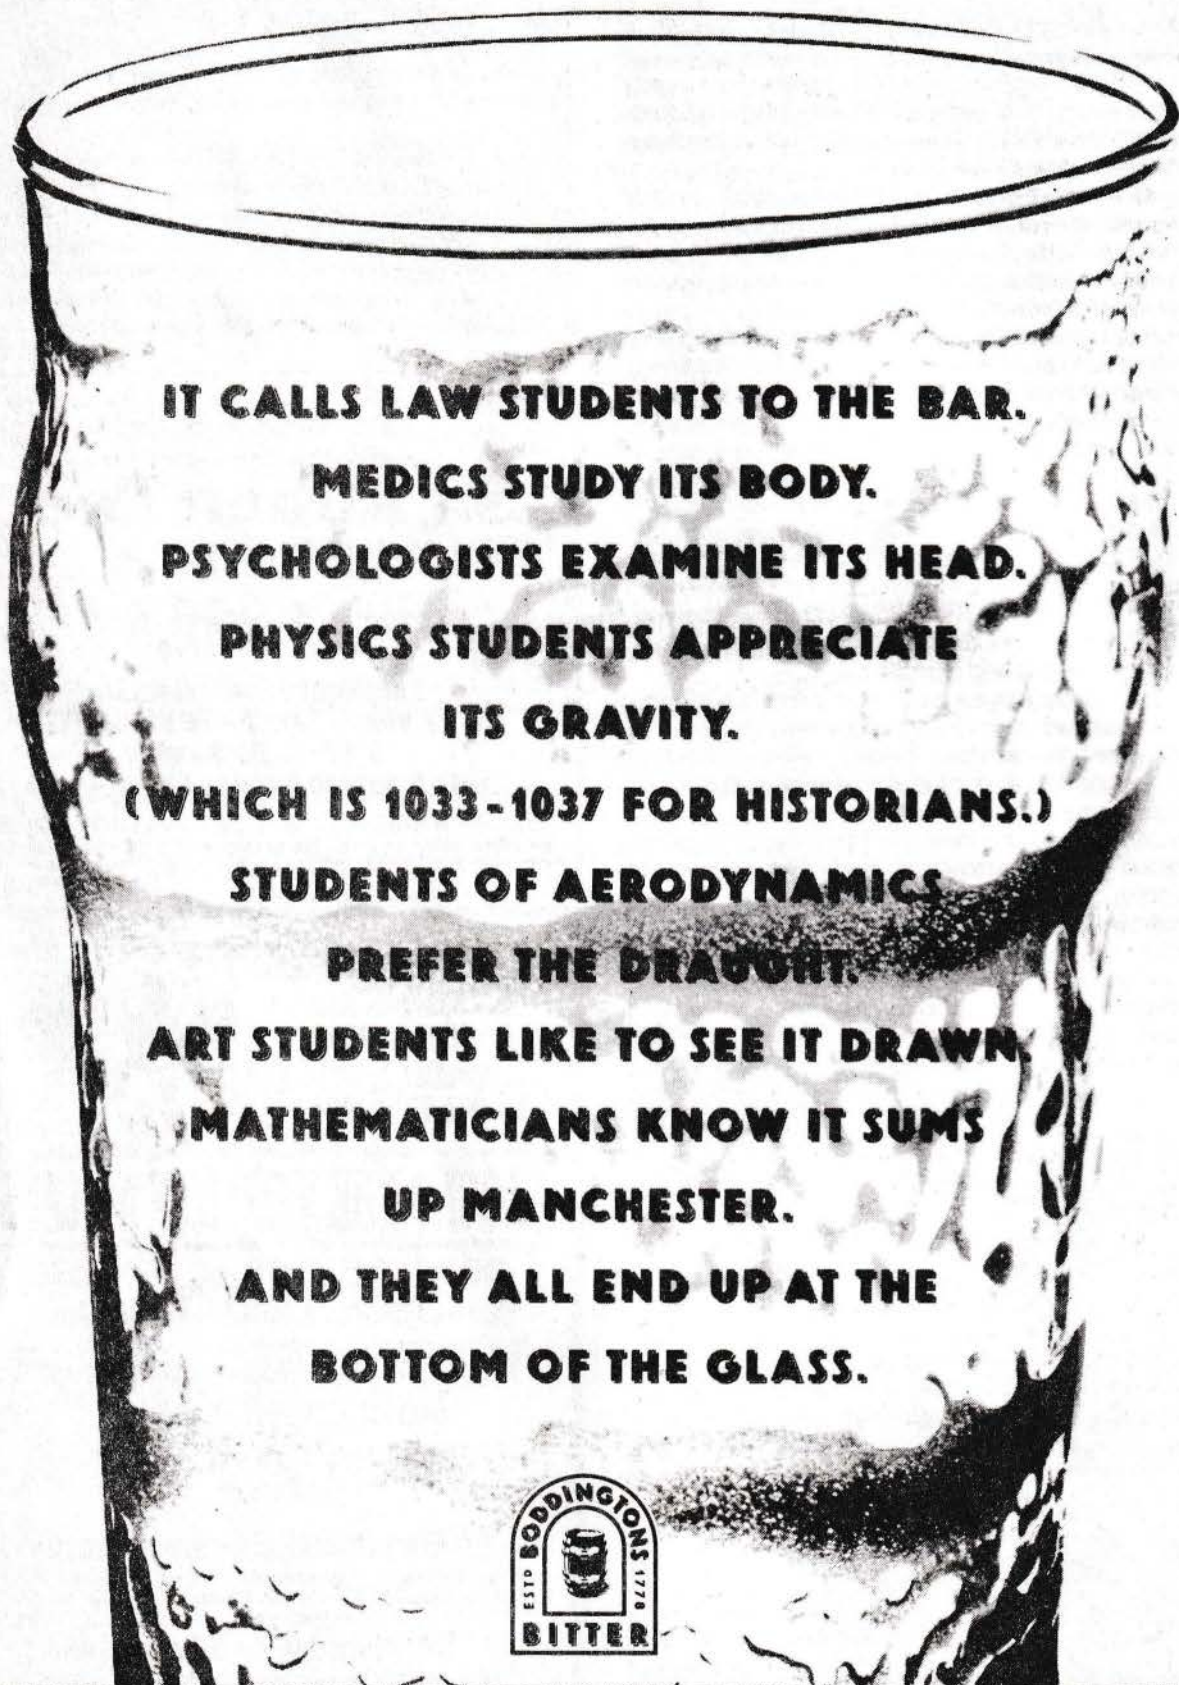 IT CALLS LAW STUDENTS TO THE BAR.
MEDICS STUDY ITS BODY.
PSYCHOLOGISTS EXAMINE ITS HEAD.
PHYSICS STUDENTS APPRECIATE
ITS GRAVITY.
(WHICH IS 1033-1037 FOR HISTORIANS.)
STUDENTS OF AERODYNAMICS
PREFER THE DRAUGHT.
ART STUDENTS LIKE TO SEE IT DRAWN.
MATHEMATICIANS KNOW IT SUMS
UP MANCHESTER.
AND THEY ALL END UP AT THE
BOTTOM OF THE GLASS.
BODDINGTONS
ESTD 1778
BITTER